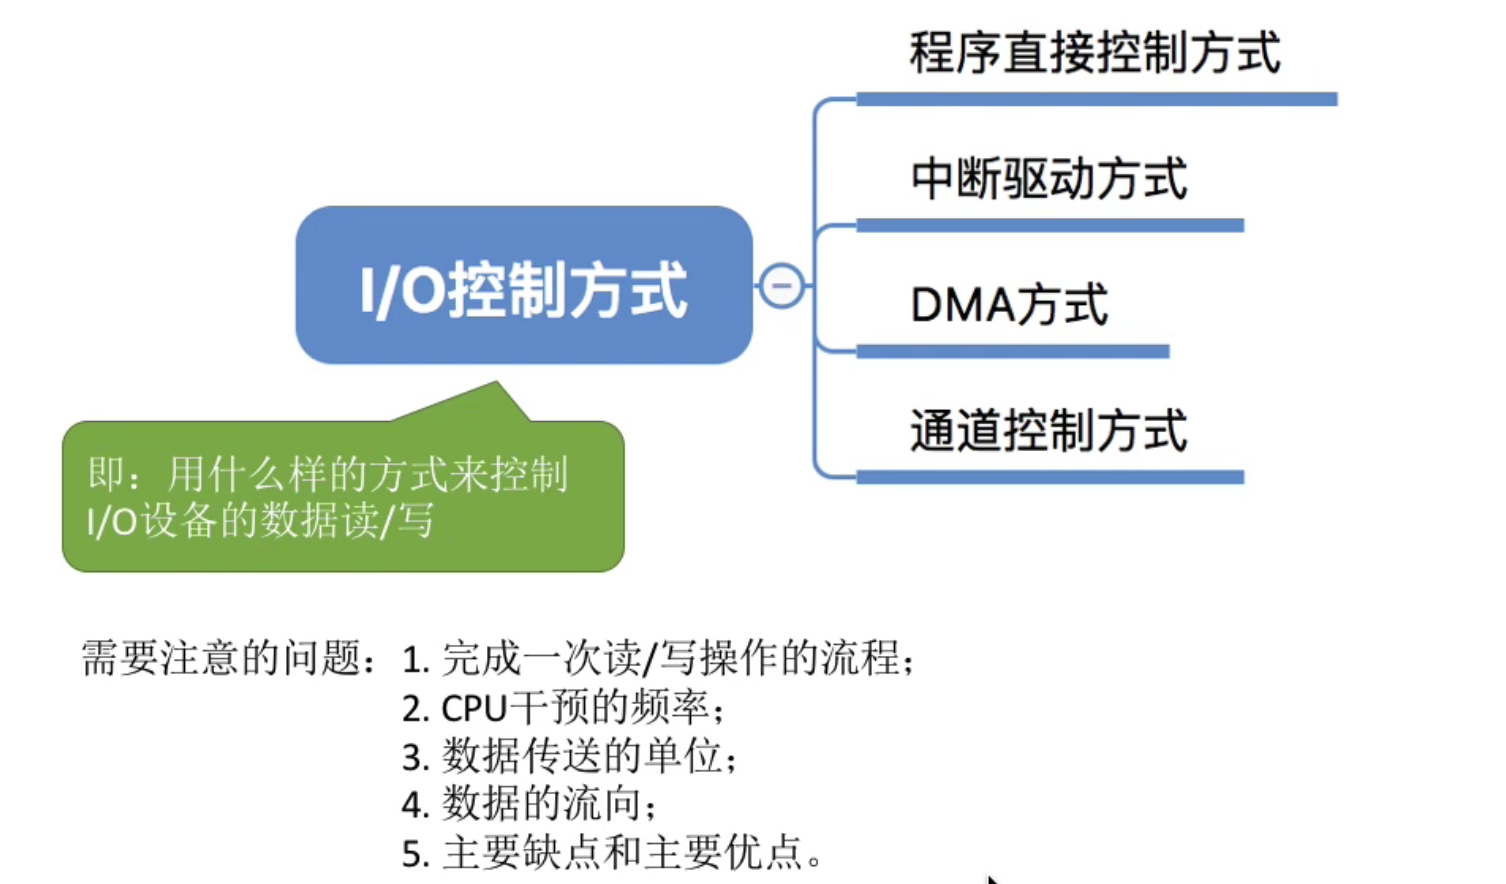 程序直接控制方式
中断驱动方式
I/O控制方式
DMA方式
通道控制方式
即：用什么样的方式来控制
I/O设备的数据读/写
需要注意的问题：1. 完成一次读/写操作的流程；
2. CPU干预的频率；
3. 数据传送的单位；
4. 数据的流向；
5. 主要缺点和主要优点。